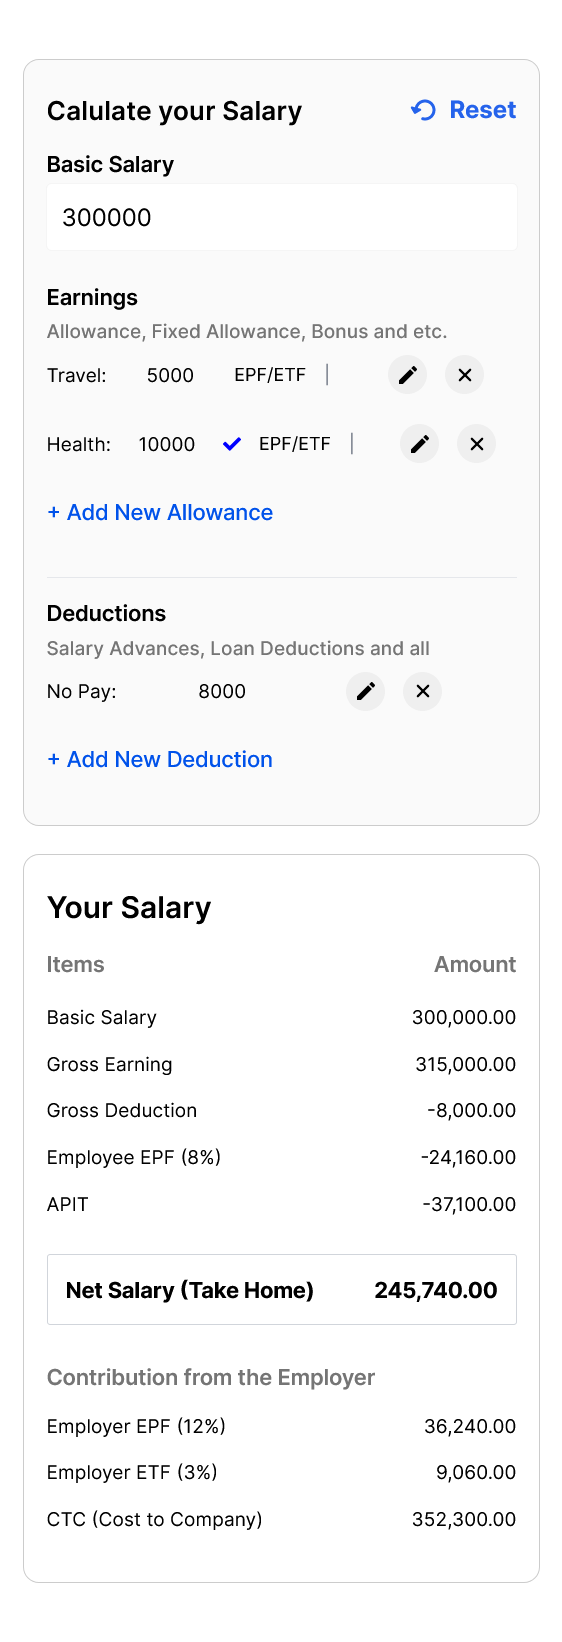 Calulate your Salary Reset
Basic Salary
300000
Earnings
Allowance, Fixed Allowance, Bonus and etc.
Travel: 5000 EPF/ETF |
Health: 10000 EPF/ETF |
+ Add New Allowance
Deductions
Salary Advances, Loan Deductions and all
No Pay: 8000
+ Add New Deduction
Your Salary
Items Amount
Basic Salary 300,000.00
Gross Earning 315,000.00
Gross Deduction -8,000.00
Employee EPF (8%) -24,160.00
APIT -37,100.00
Net Salary (Take Home) 245,740.00
Contribution from the Employer
Employer EPF (12%) 36,240.00
Employer ETF (3%) 9,060.00
CTC (Cost to Company) 352,300.00